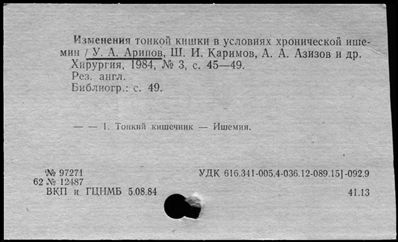 Изменения тонкой кишки в условиях хронической ише-
мии / У. А. Арипов, Ш. И. Каримов, А. А. Азизов и др.
Хирургия, 1984, № 3, с. 45—49.
Рез. англ.
Библиогр.: с. 49.
— — 1. Тонкий кишечник — Ишемия.
№ 97271 УДК 616.341-005.4-036.12-089.15]-092.9
62 № 12487
ВКП и ГЦНМБ 5.08.84 41.13